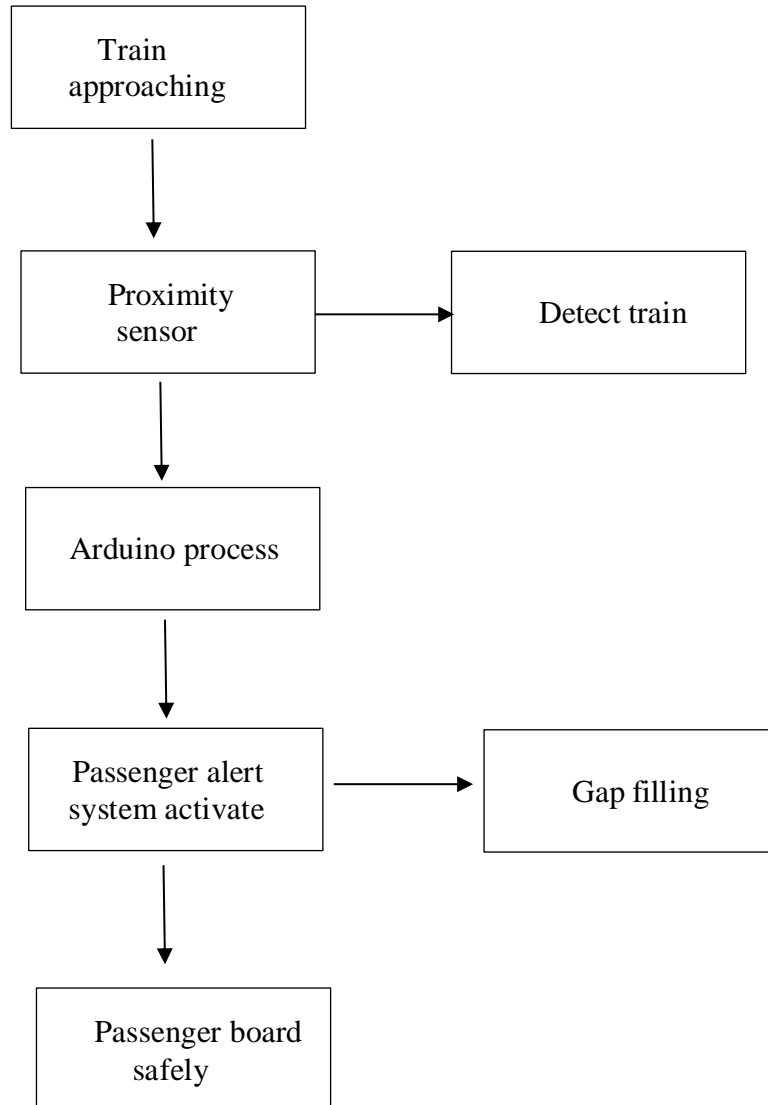 Train
approaching
Proximity
sensor
Detect train
Arduino process
Passenger alert
system activate
Gap filling
Passenger board
safely